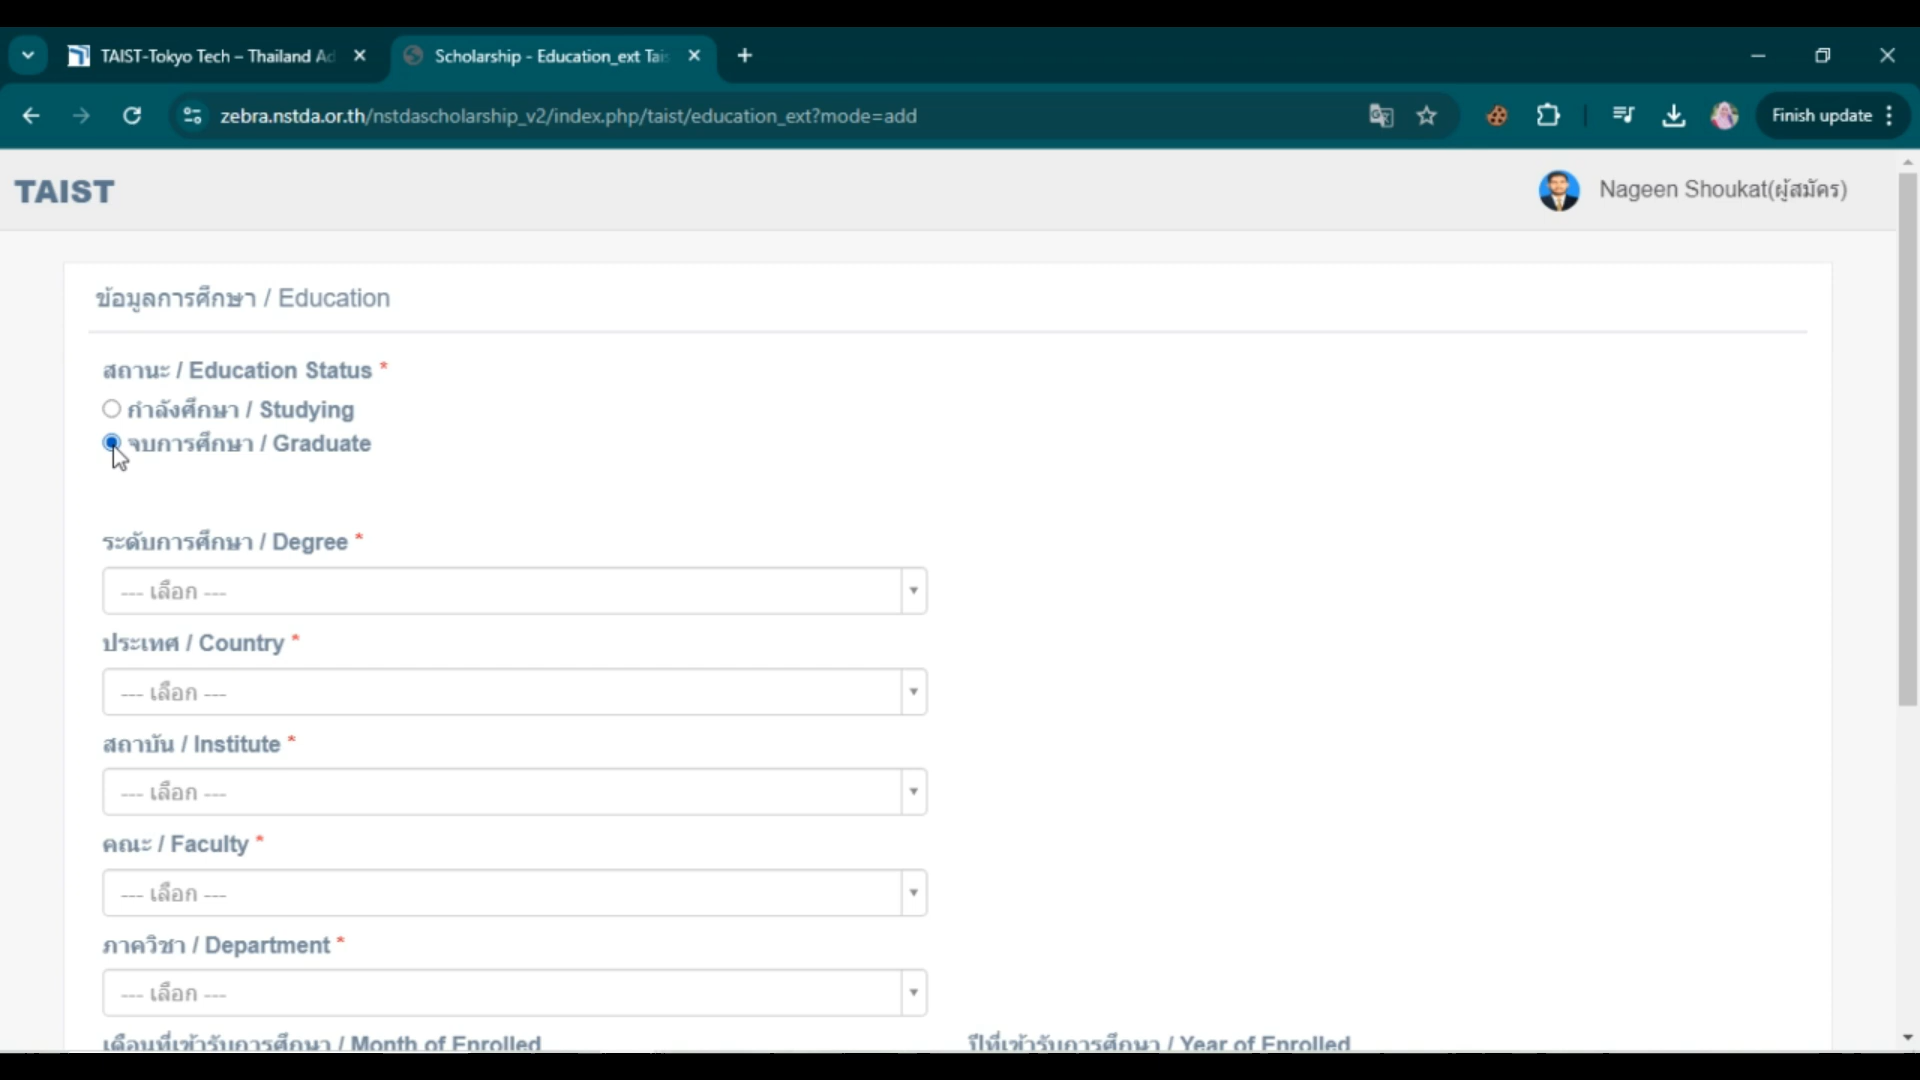 TAIST-Tokyo Tech – Thailand Ad
Scholarship - Education_ext Tais
zebra.nstda.or.th/nstdascholarship_v2/index.php/taist/education_ext?mode=add
Finish update
TAIST
Nageen Shoukat(ผู้สมัคร)
ข้อมูลการศึกษา / Education
สถานะ / Education Status *
กำลังศึกษา / Studying
จบการศึกษา / Graduate
ระดับการศึกษา / Degree *
--- เลือก ---
ประเทศ / Country *
--- เลือก ---
สถาบัน / Institute *
--- เลือก ---
คณะ / Faculty *
--- เลือก ---
ภาควิชา / Department *
--- เลือก ---
เดือนที่เข้ารับการศึกษา / Month of Enrolled
ปีที่เข้ารับการศึกษา / Year of Enrolled